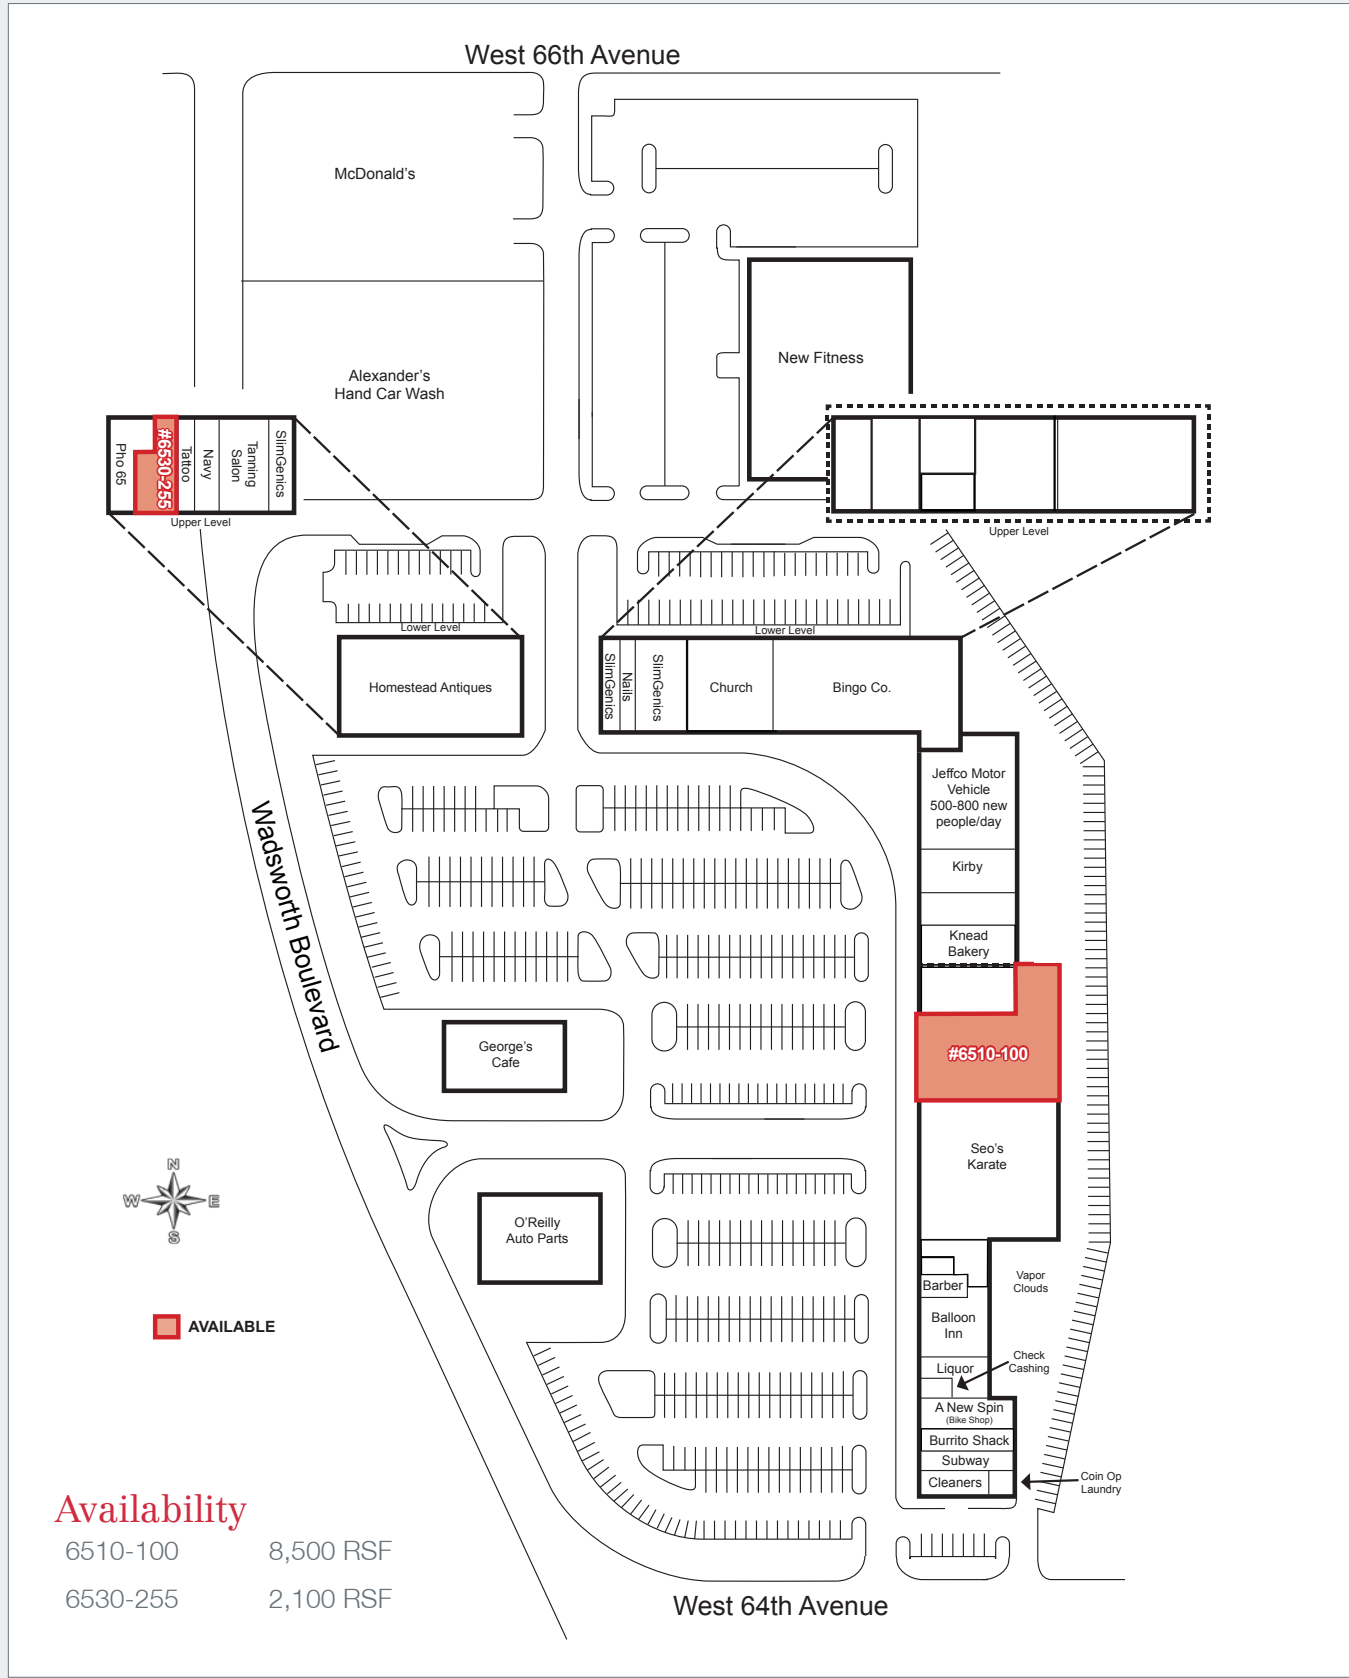 West 66th Avenue
McDonald's
New Fitness
Alexander's
Hand Car Wash
Pho 65
#6530-255
Tattoo
Navy
Tanning
Salon
SlimGenics
Upper Level
Upper Level
Lower Level
Lower Level
Homestead Antiques
SlimGenics
Nails
SlimGenics
Church
Bingo Co.
Jeffco Motor
Vehicle
500-800 new
people/day
Kirby
Knead
Bakery
Wadsworth Boulevard
#6510-100
George's
Cafe
Seo's
Karate
N
W
E
S
O'Reilly
Auto Parts
Barber
Vapor
Clouds
Balloon
Inn
AVAILABLE
Check
Cashing
Liquor
A New Spin
(Bike Shop)
Burrito Shack
Subway
Cleaners
Coin Op
Laundry
Availability
6510-100 8,500 RSF
6530-255 2,100 RSF
West 64th Avenue